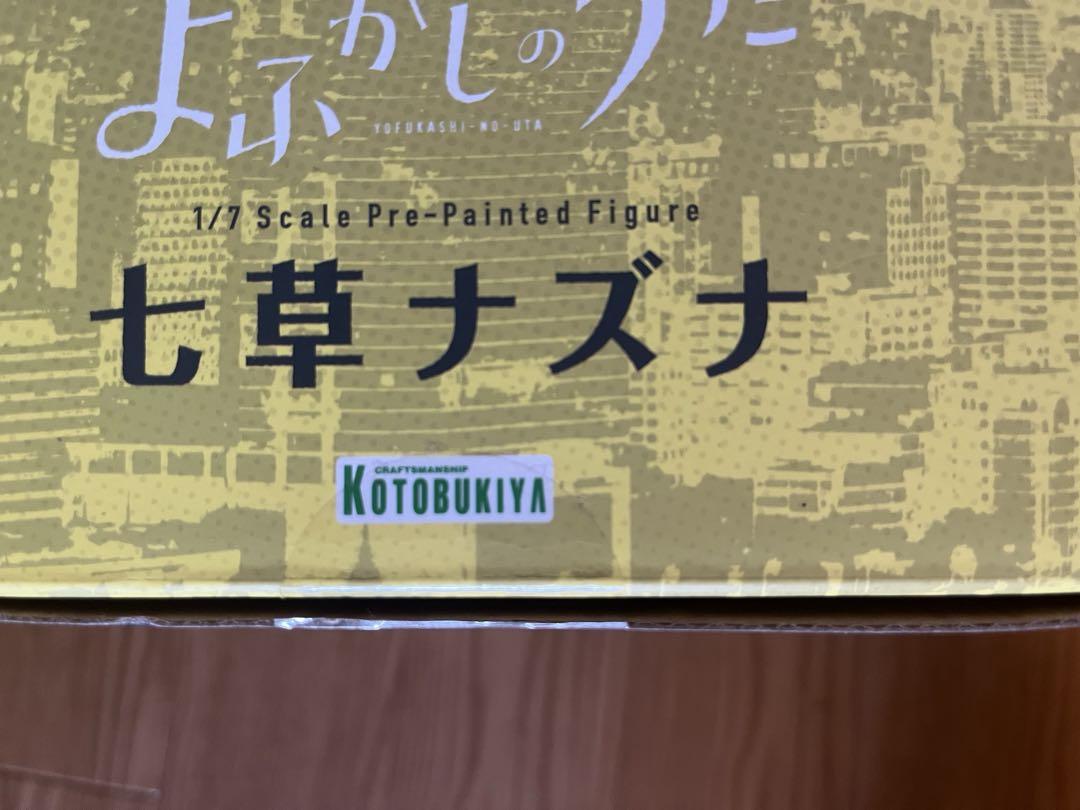 よふかしのうた
YOFUKASHI-NO-UTA
1/7 Scale Pre-Painted Figure
七草ナズナ
CRAFTSMANSHIP
KOTOBUKIYA